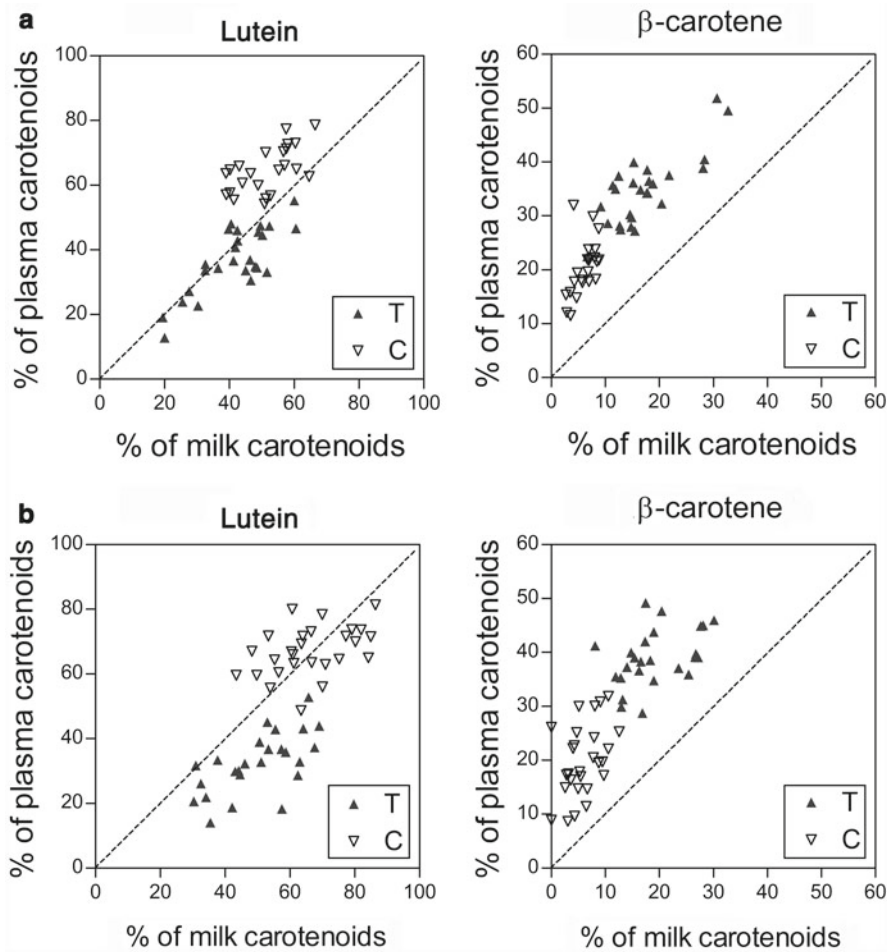 a
Lutein
% of plasma carotenoids
100
80
60
40
20
0
0 20 40 60 80 100
% of milk carotenoids
T
C
β-carotene
% of plasma carotenoids
60
50
40
30
20
10
0
0 10 20 30 40 50 60
% of milk carotenoids
T
C
b
Lutein
% of plasma carotenoids
100
80
60
40
20
0
0 20 40 60 80 100
% of milk carotenoids
T
C
β-carotene
% of plasma carotenoids
60
50
40
30
20
10
0
0 10 20 30 40 50 60
% of milk carotenoids
T
C